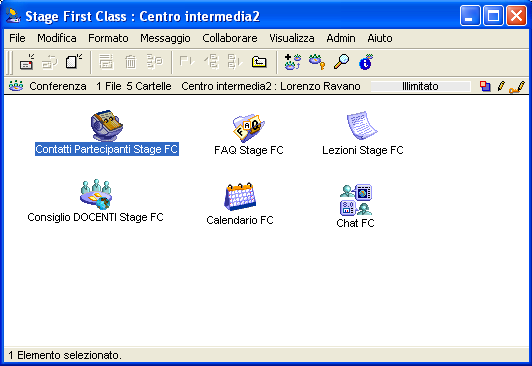 Stage First Class : Centro intermedia2
File Modifica Formato Messaggio Collaborare Visualizza Admin Aiuto
Conferenza 1 File 5 Cartelle Centro intermedia2 : Lorenzo Ravano Illimitato
FAQ
Contatti Partecipanti Stage FC FAQ Stage FC Lezioni Stage FC
Consiglio DOCENTI Stage FC Calendario FC Chat FC
1 Elemento selezionato.